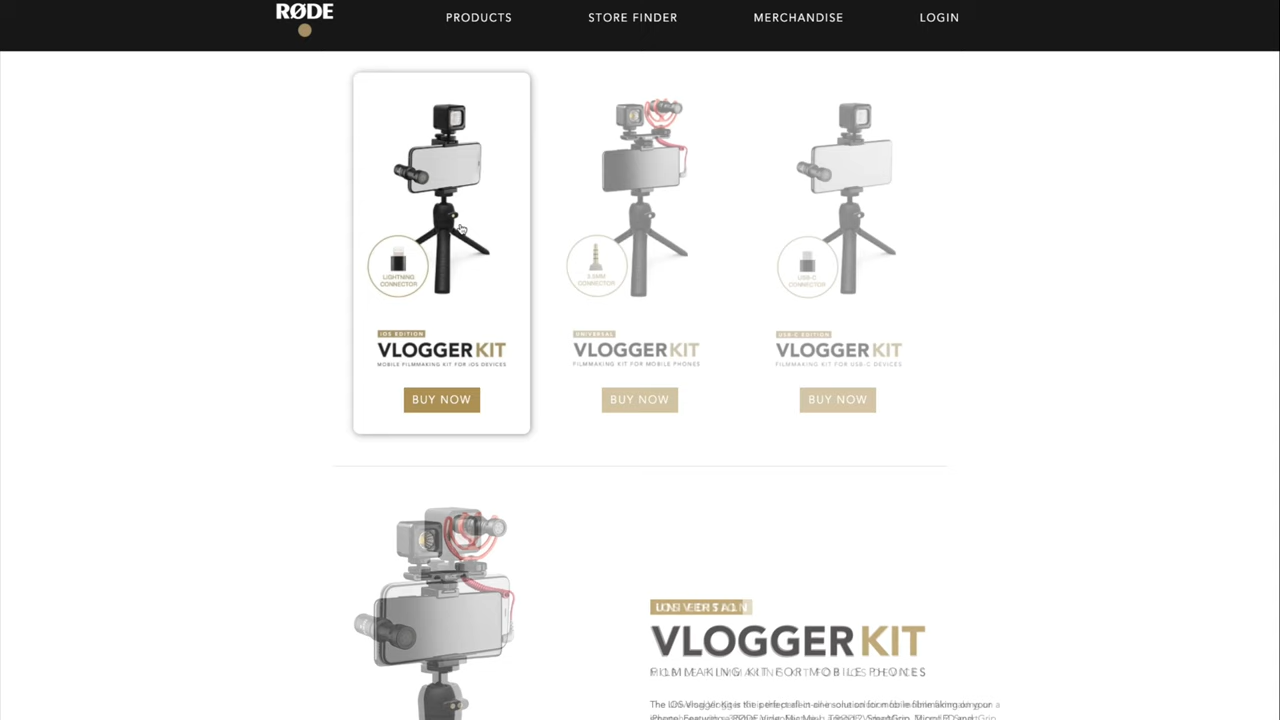 RØDE
PRODUCTS
STORE FINDER
MERCHANDISE
LOGIN
LIGHTNING
CONNECTOR
iOS EDITION
VLOGGER KIT
MOBILE FILMMAKING KIT FOR iOS DEVICES
BUY NOW
3.5MM
CONNECTOR
UNIVERSAL
VLOGGER KIT
FILMMAKING KIT FOR MOBILE PHONES
BUY NOW
USB-C
CONNECTOR
USB-C EDITION
VLOGGER KIT
FILMMAKING KIT FOR USB-C DEVICES
BUY NOW
VLOGGER KIT